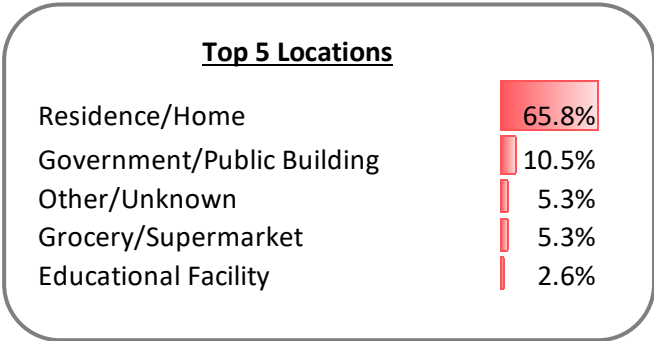 Top 5 Locations
Residence/Home 65.8%
Government/Public Building 10.5%
Other/Unknown 5.3%
Grocery/Supermarket 5.3%
Educational Facility 2.6%